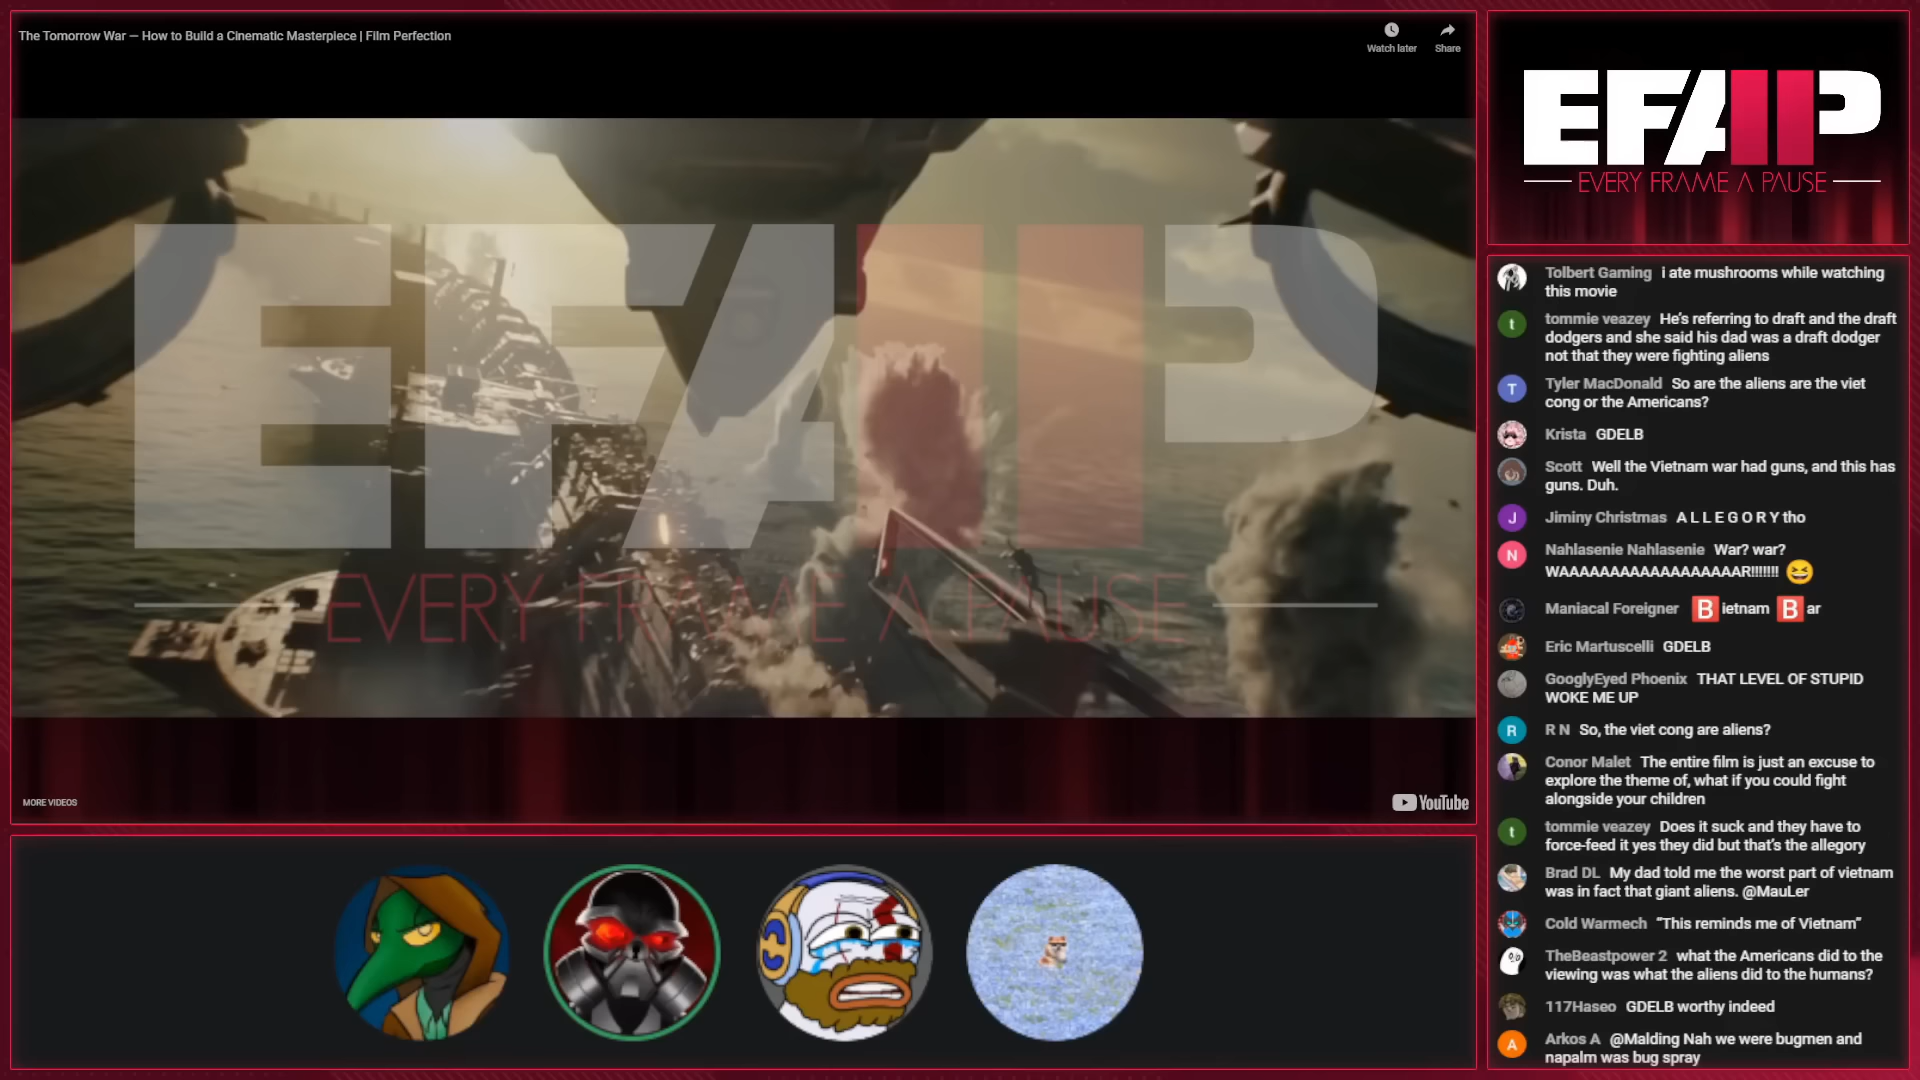 The Tomorrow War — How to Build a Cinematic Masterpiece | Film Perfection
Watch later
Share
EFAP
EVERY FRAME A PAUSE
MORE VIDEOS
YouTube
EFAP
EVERY FRAME A PAUSE
Tolbert Gaming i ate mushrooms while watching
this movie
t
tommie veazey He's referring to draft and the draft
dodgers and she said his dad was a draft dodger
not that they were fighting aliens
T
Tyler MacDonald So are the aliens are the viet
cong or the Americans?
Krista GDELB
Scott Well the Vietnam war had guns, and this has
guns. Duh.
J
Jiminy Christmas A L L E G O R Y tho
N
Nahlasenie Nahlasenie War? war?
WAAAAAAAAAAAAAAAAAAR!!!!!!! 😆
Maniacal Foreigner 🅱️ietnam 🅱️ar
Eric Martuscelli GDELB
GooglyEyed Phoenix THAT LEVEL OF STUPID
WOKE ME UP
R
R N So, the viet cong are aliens?
Conor Malet The entire film is just an excuse to
explore the theme of, what if you could fight
alongside your children
t
tommie veazey Does it suck and they have to
force-feed it yes they did but that's the allegory
Brad DL My dad told me the worst part of vietnam
was in fact that giant aliens. @MauLer
Cold Warmech “This reminds me of Vietnam”
TheBeastpower 2 what the Americans did to the
viewing was what the aliens did to the humans?
117Haseo GDELB worthy indeed
A
Arkos A @Malding Nah we were bugmen and
napalm was bug spray